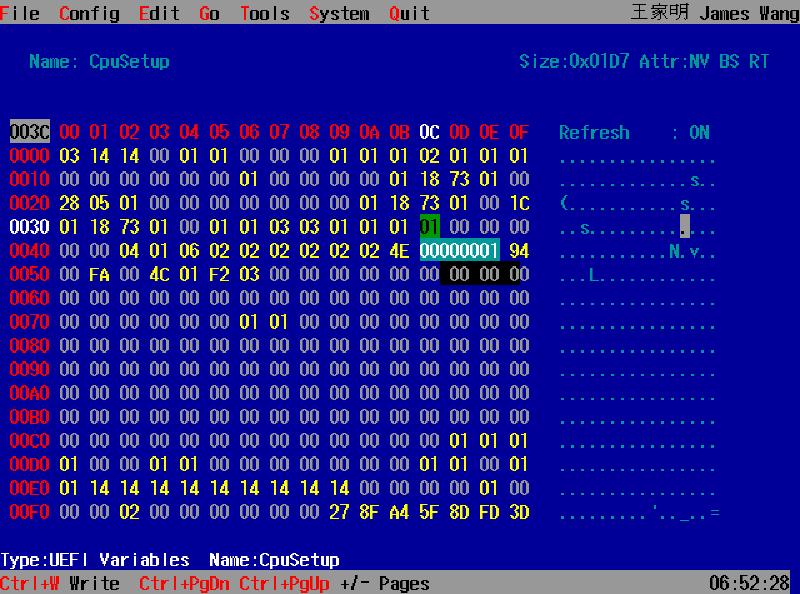 File Config Edit Go Tools System Quit 王家明 James Wang
Name: CpuSetup Size:0x01D7 Attr:NV BS RT
003C 00 01 02 03 04 05 06 07 08 09 0A 0B 0C 0D 0E 0F Refresh : ON
0000 03 14 14 00 01 01 00 00 00 01 01 01 02 01 01 01 ................
0010 00 00 00 00 00 00 01 00 00 00 00 01 18 73 01 00 .............s..
0020 28 05 01 00 00 00 00 00 00 00 01 18 73 01 00 1C (...........s...
0030 01 18 73 01 00 01 01 03 03 01 01 01 01 00 00 00 ..s.............
0040 00 00 04 01 06 02 02 02 02 02 02 4E 00000001 94 ...........N.v..
0050 00 FA 00 4C 01 F2 03 00 00 00 00 00 00 00 00 00 ...L............
0060 00 00 00 00 00 00 00 00 00 00 00 00 00 00 00 00 ................
0070 00 00 00 00 00 00 01 01 00 00 00 00 00 00 00 00 ................
0080 00 00 00 00 00 00 00 00 00 00 00 00 00 00 00 00 ................
0090 00 00 00 00 00 00 00 00 00 00 00 00 00 00 00 00 ................
00A0 00 00 00 00 00 00 00 00 00 00 00 00 00 00 00 00 ................
00B0 00 00 00 00 00 00 00 00 00 00 00 00 00 00 00 00 ................
00C0 00 00 00 00 00 00 00 00 00 00 00 00 00 01 01 01 ................
00D0 01 00 00 01 01 00 00 00 00 00 00 00 01 01 00 01 ................
00E0 01 14 14 14 14 14 14 14 14 14 00 00 00 00 01 00 ................
00F0 00 00 02 00 00 00 00 00 00 27 8F A4 5F 8D FD 3D .........'.._..=
Type:UEFI Variables Name:CpuSetup
Ctrl+W Write Ctrl+PgDn Ctrl+PgUp +/- Pages 06:52:28